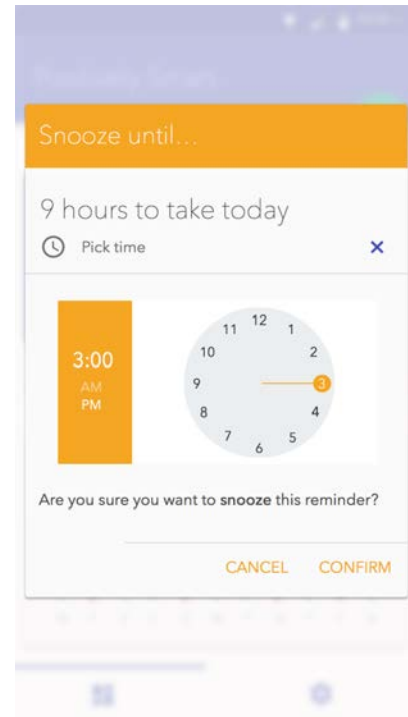 Snooze until...
9 hours to take today
Pick time
3:00
AM
PM
12
11
1
10
2
9
3
8
4
7
5
6
Are you sure you want to snooze this reminder?
CANCEL CONFIRM